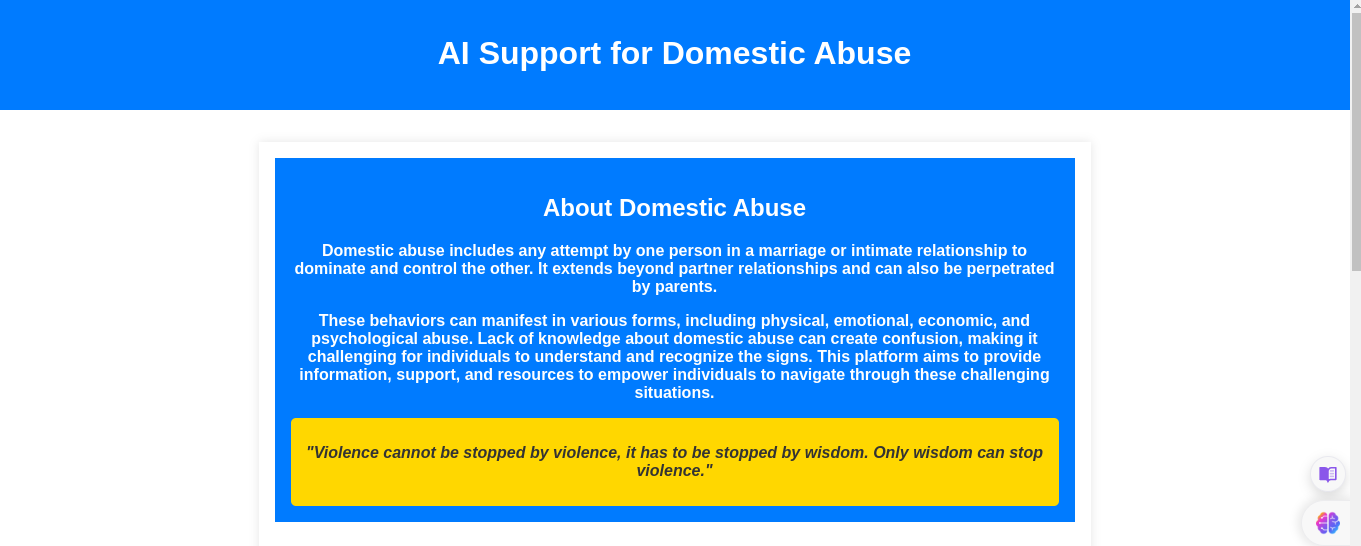 AI Support for Domestic Abuse
About Domestic Abuse
Domestic abuse includes any attempt by one person in a marriage or intimate relationship to
dominate and control the other. It extends beyond partner relationships and can also be perpetrated
by parents.
These behaviors can manifest in various forms, including physical, emotional, economic, and
psychological abuse. Lack of knowledge about domestic abuse can create confusion, making it
challenging for individuals to understand and recognize the signs. This platform aims to provide
information, support, and resources to empower individuals to navigate through these challenging
situations.
"Violence cannot be stopped by violence, it has to be stopped by wisdom. Only wisdom can stop
violence."